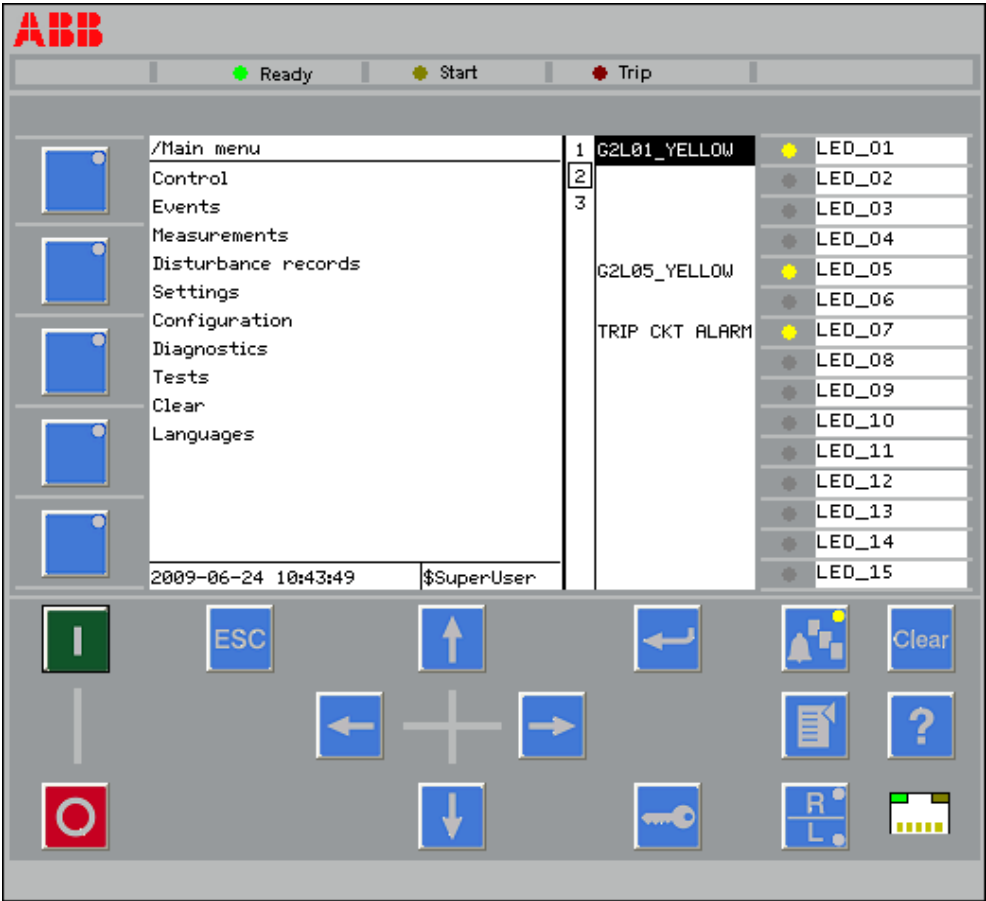 ABB
Ready Start Trip
/Main menu
Control
Events
Measurements
Disturbance records
Settings
Configuration
Diagnostics
Tests
Clear
Languages
2009-06-24 10:43:49 $SuperUser
1 G2L01_YELLOW
2
3
G2L05_YELLOW
TRIP CKT ALARM
LED_01
LED_02
LED_03
LED_04
LED_05
LED_06
LED_07
LED_08
LED_09
LED_10
LED_11
LED_12
LED_13
LED_14
LED_15
I
ESC
Clear
?
O
R
L